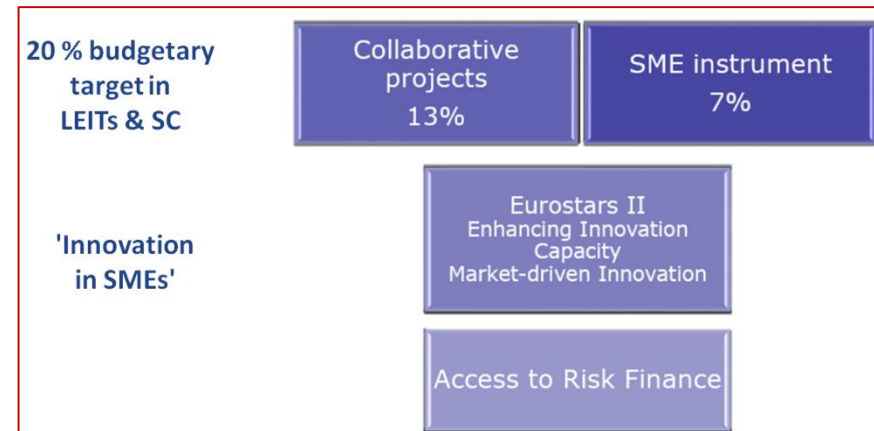 20 % budgetary
target in
LEITs & SC
Collaborative
projects
13%
SME instrument
7%
'Innovation
in SMEs'
Eurostars II
Enhancing Innovation
Capacity
Market-driven Innovation
Access to Risk Finance